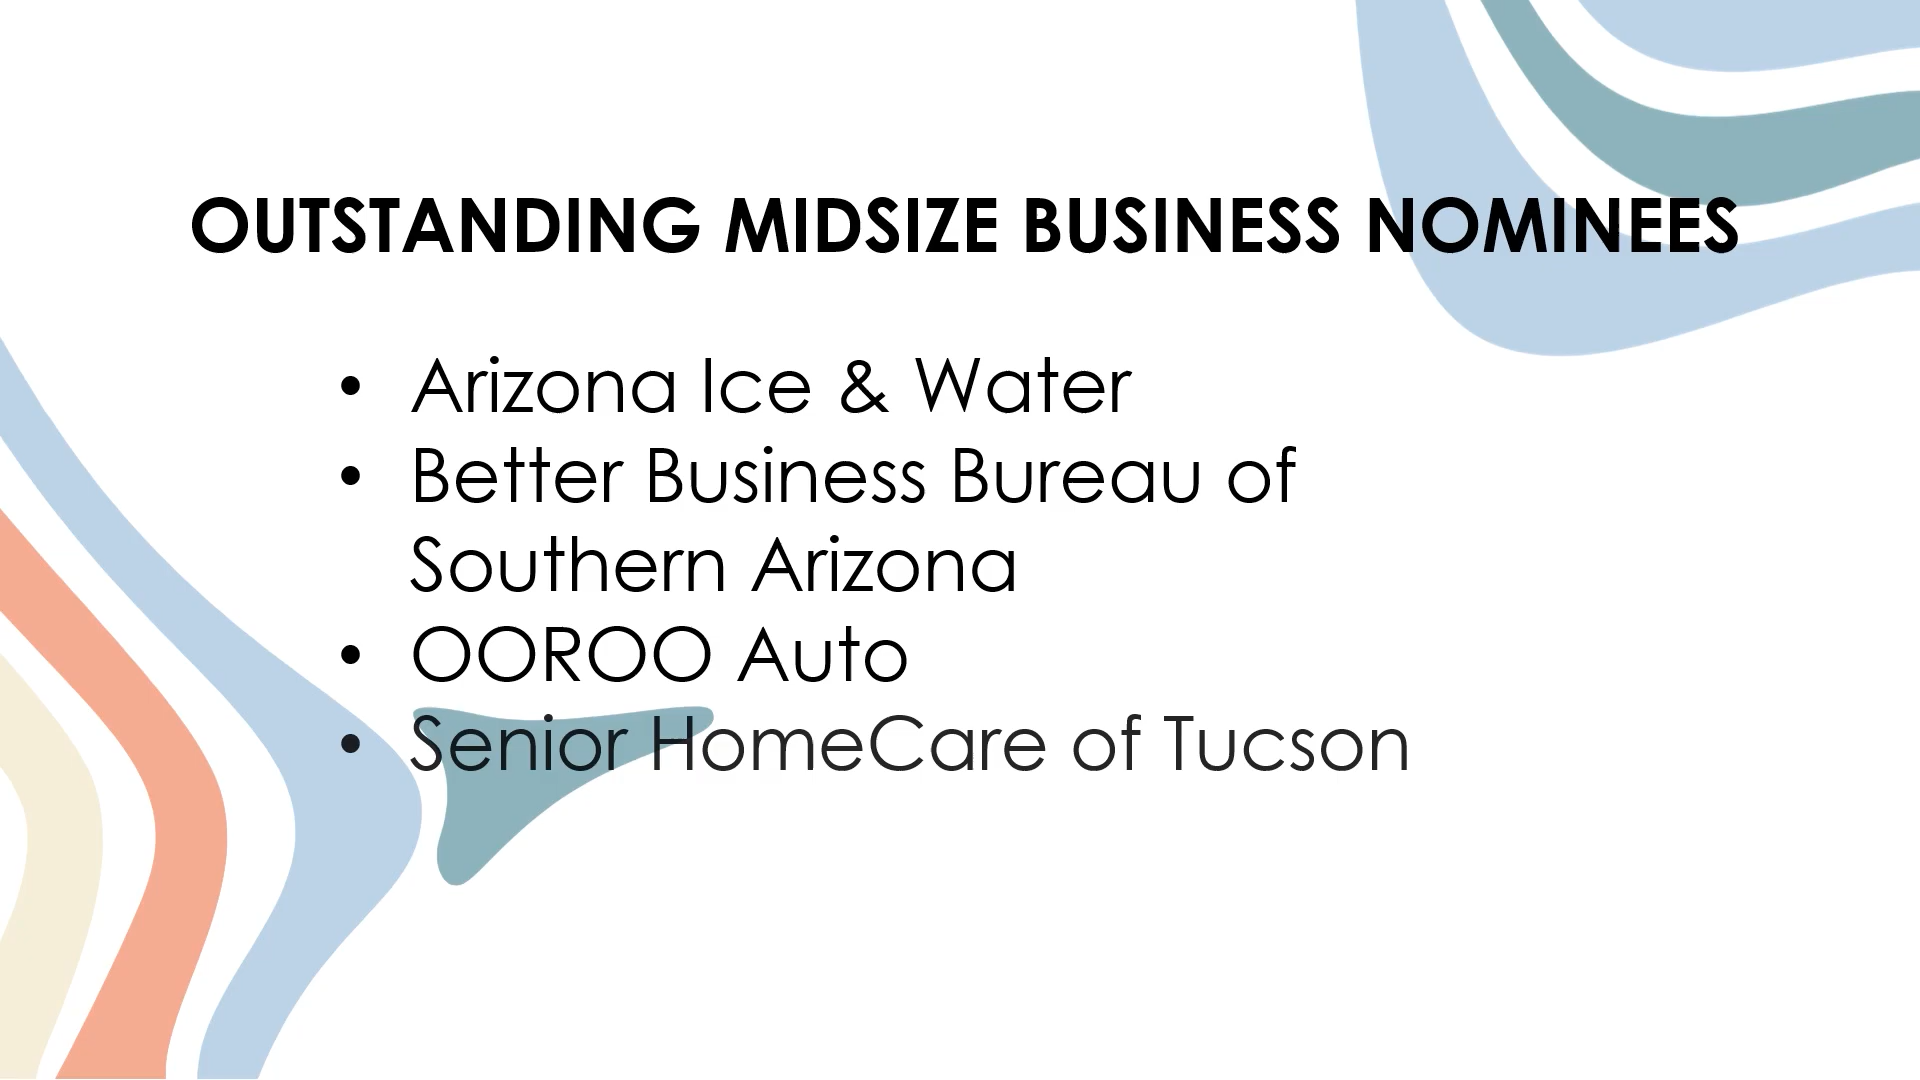 OUTSTANDING MIDSIZE BUSINESS NOMINEES
• Arizona Ice & Water
• Better Business Bureau of
Southern Arizona
• OOROO Auto
• Senior HomeCare of Tucson